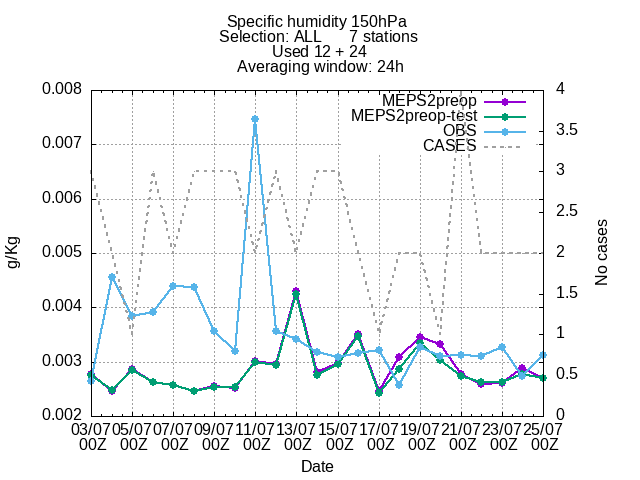 Specific humidity 150hPa
Selection: ALL 7 stations
Used 12 + 24
Averaging window: 24h
MEPS2preop
MEPS2preop-test
OBS
CASES
0.008
0.007
0.006
0.005
0.004
0.003
0.002
g/Kg
4
3.5
3
2.5
2
1.5
1
0.5
0
No cases
03/07 05/07 07/07 09/07 11/07 13/07 15/07 17/07 19/07 21/07 23/07 25/07
00Z 00Z 00Z 00Z 00Z 00Z 00Z 00Z 00Z 00Z 00Z 00Z
Date